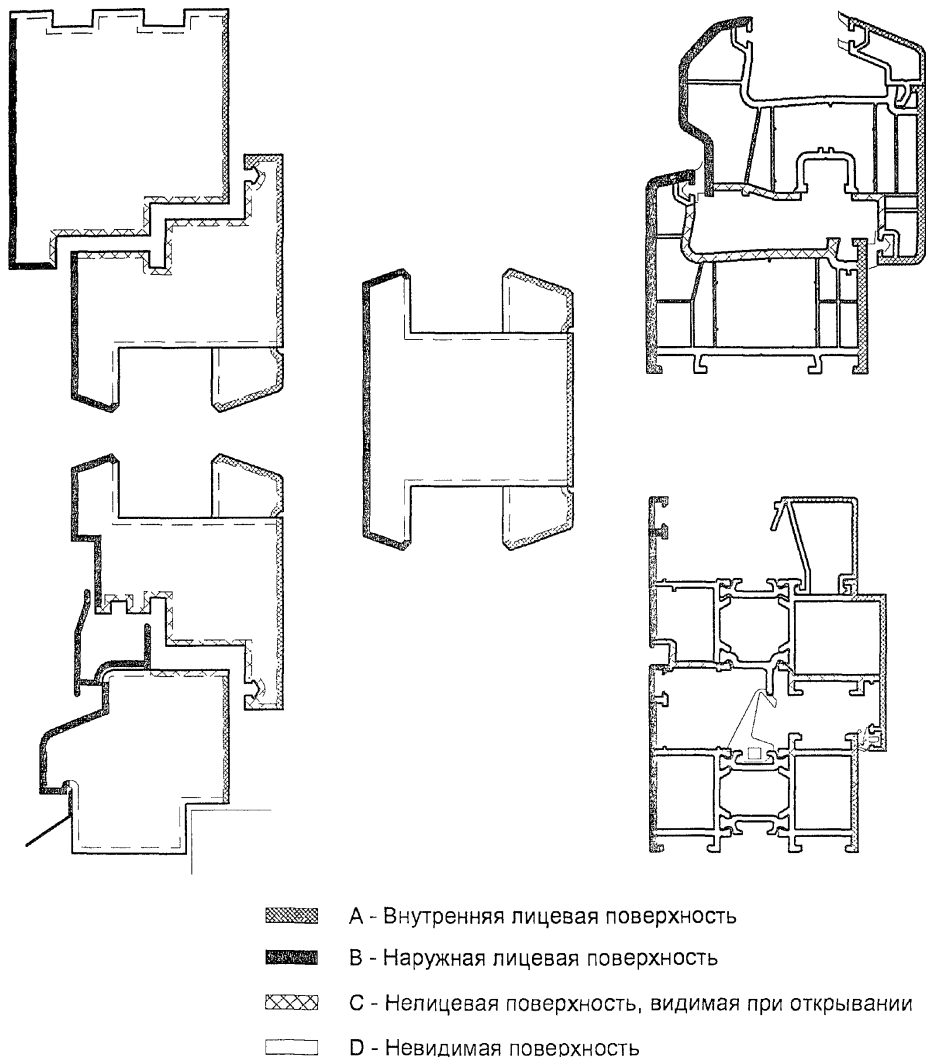 A - Внутренняя лицевая поверхность
B - Наружная лицевая поверхность
C - Нелицевая поверхность, видимая при открывании
D - Невидимая поверхность